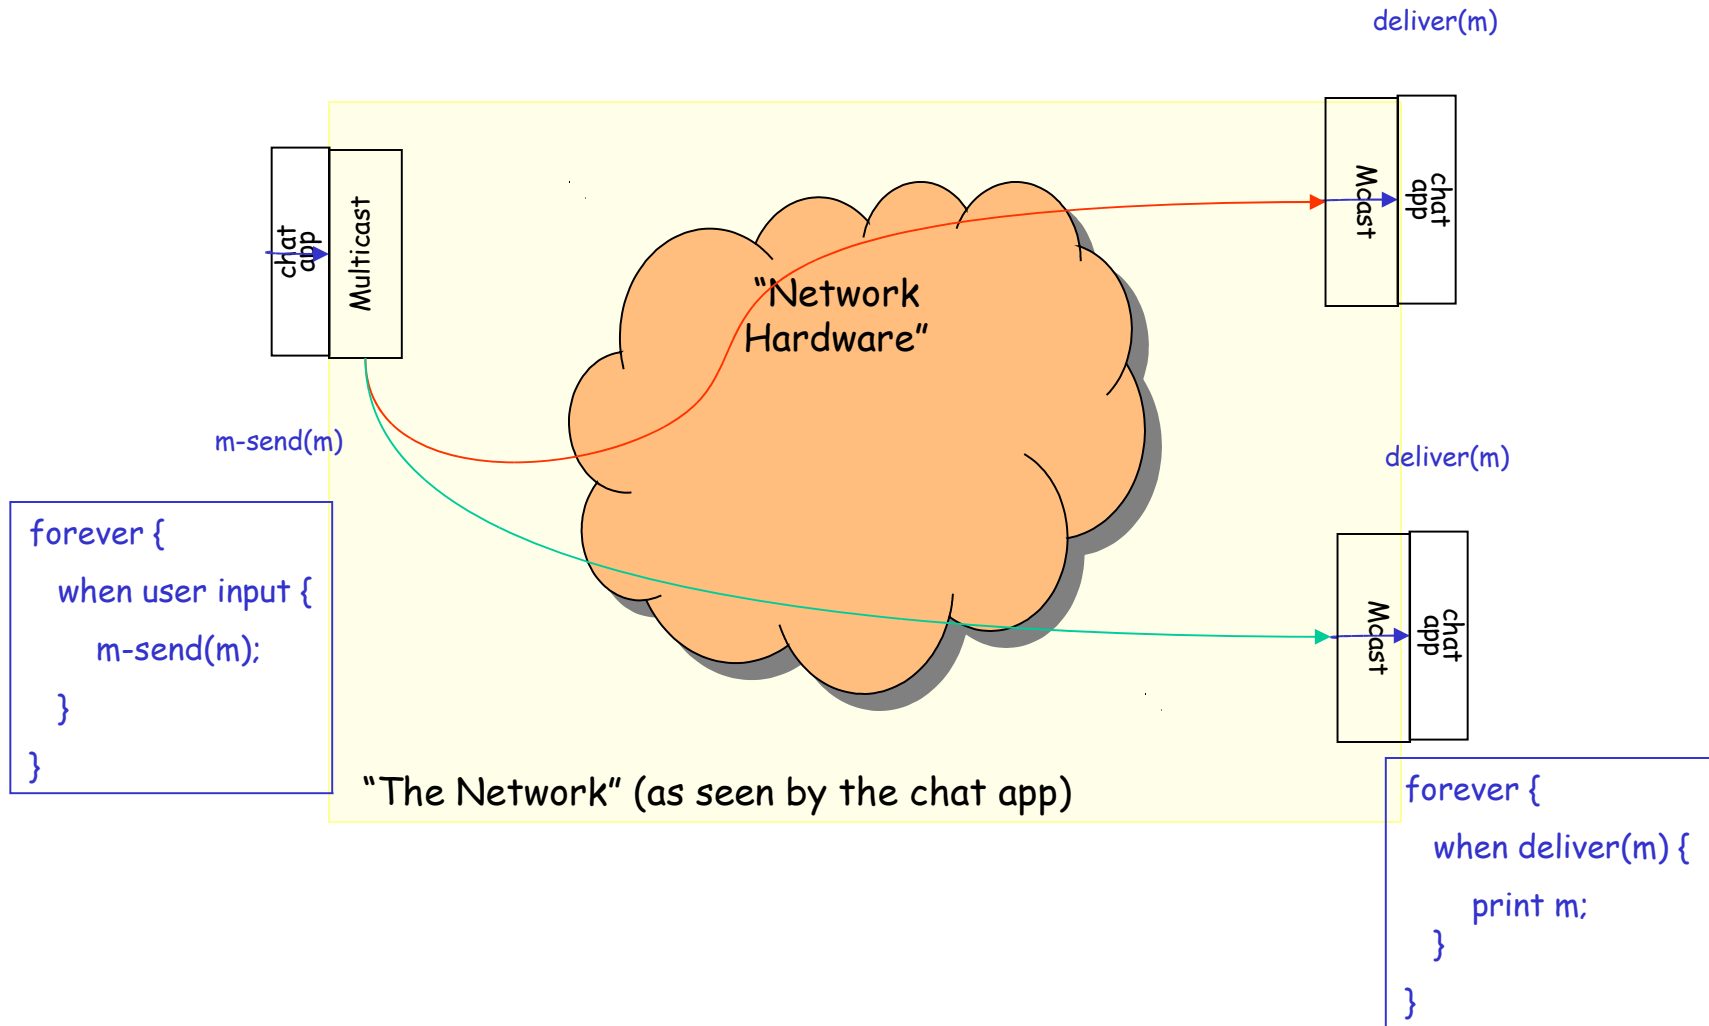 deliver(m)
chat
app
Multicast
Mcast
chat
app
“Network
Hardware”
m-send(m)
deliver(m)
forever {
when user input {
m-send(m);
}
}
Mcast
chat
app
“The Network” (as seen by the chat app)
forever {
when deliver(m) {
print m;
}
}